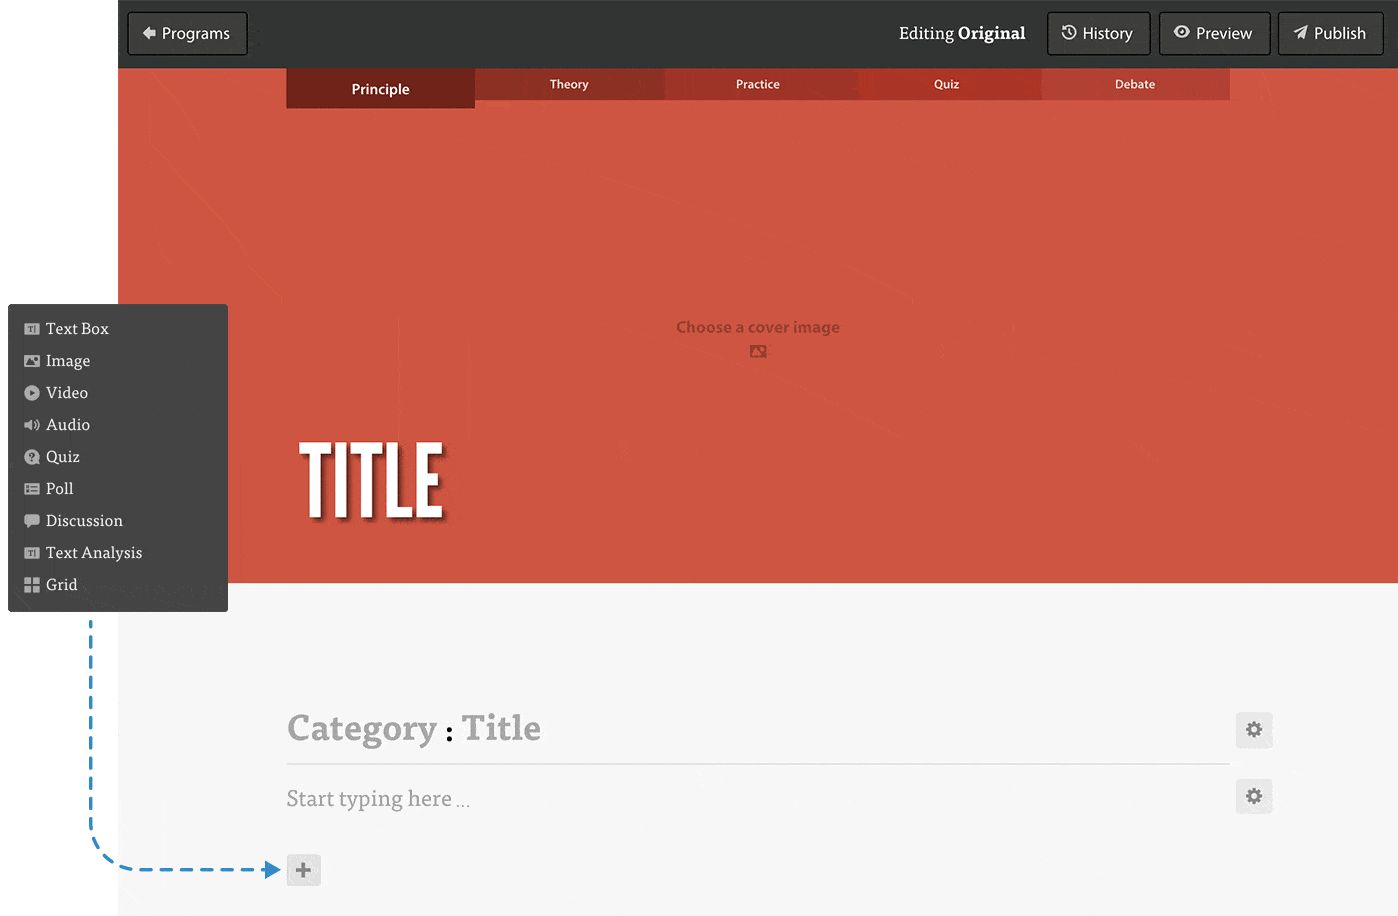 Programs
Editing Original
History
Preview
Publish
Principle
Theory
Practice
Quiz
Debate
Choose a cover image
TITLE
Text Box
Image
Video
Audio
Quiz
Poll
Discussion
Text Analysis
Grid
Category : Title
Start typing here ...